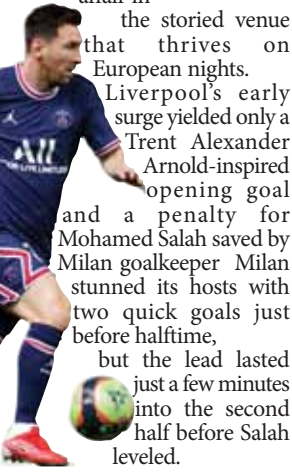 the storied venue
that thrives on
European nights.
Liverpool's early
surge yielded only a
Trent Alexander
Arnold-inspired
opening goal
and a penalty for
Mohamed Salah saved by
Milan goalkeeper Milan
stunned its hosts with
two quick goals just
before halftime,
but the lead lasted
just a few minutes
into the second
half before Salah
leveled.
ALL